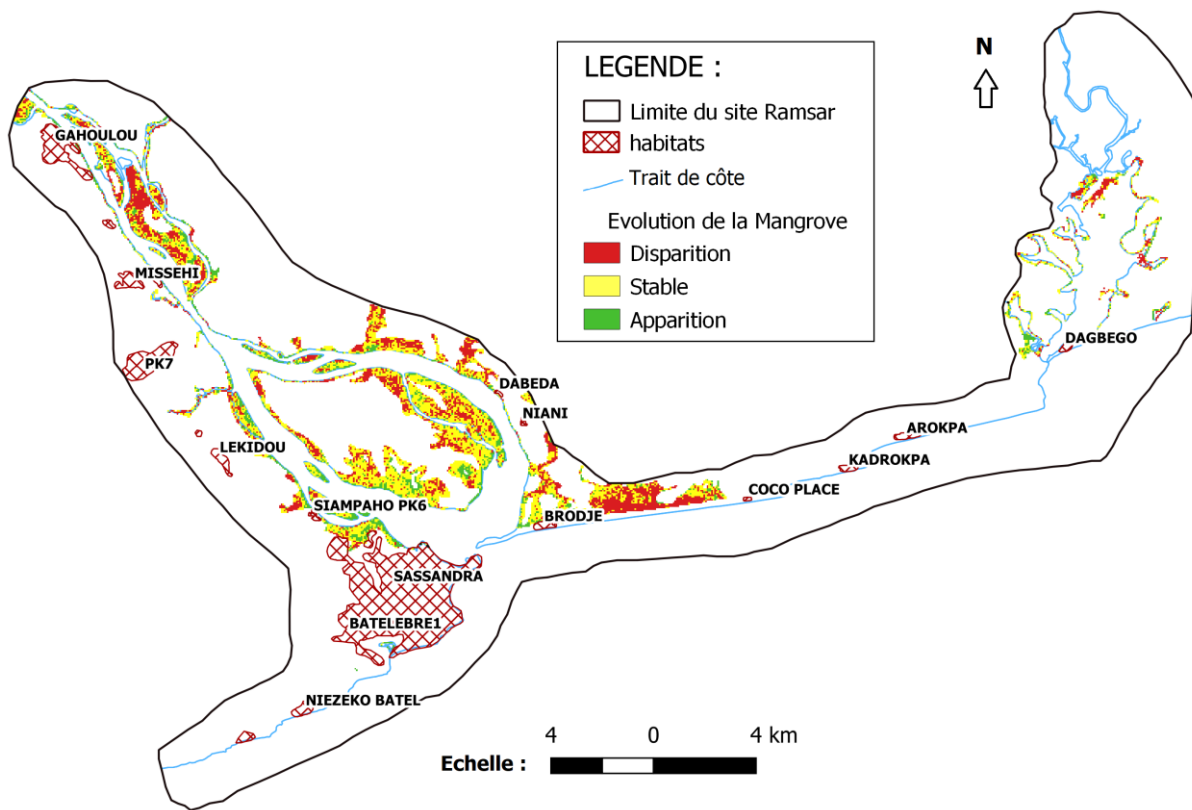 N
LEGENDE :
Limite du site Ramsar
habitats
Trait de côte
Evolution de la Mangrove
Disparition
Stable
Apparition
GAHOULOU
MISSEHI
PK7
DAGBEGO
DABEDA
NIANI
AROKPA
LEKIDOU
KADROKPA
COCO PLACE
SIAMPAHO PK6
BRODJE
SASSANDRA
BATELEBRE1
NIEZEKO BATEL
4 0 4 km
Echelle :